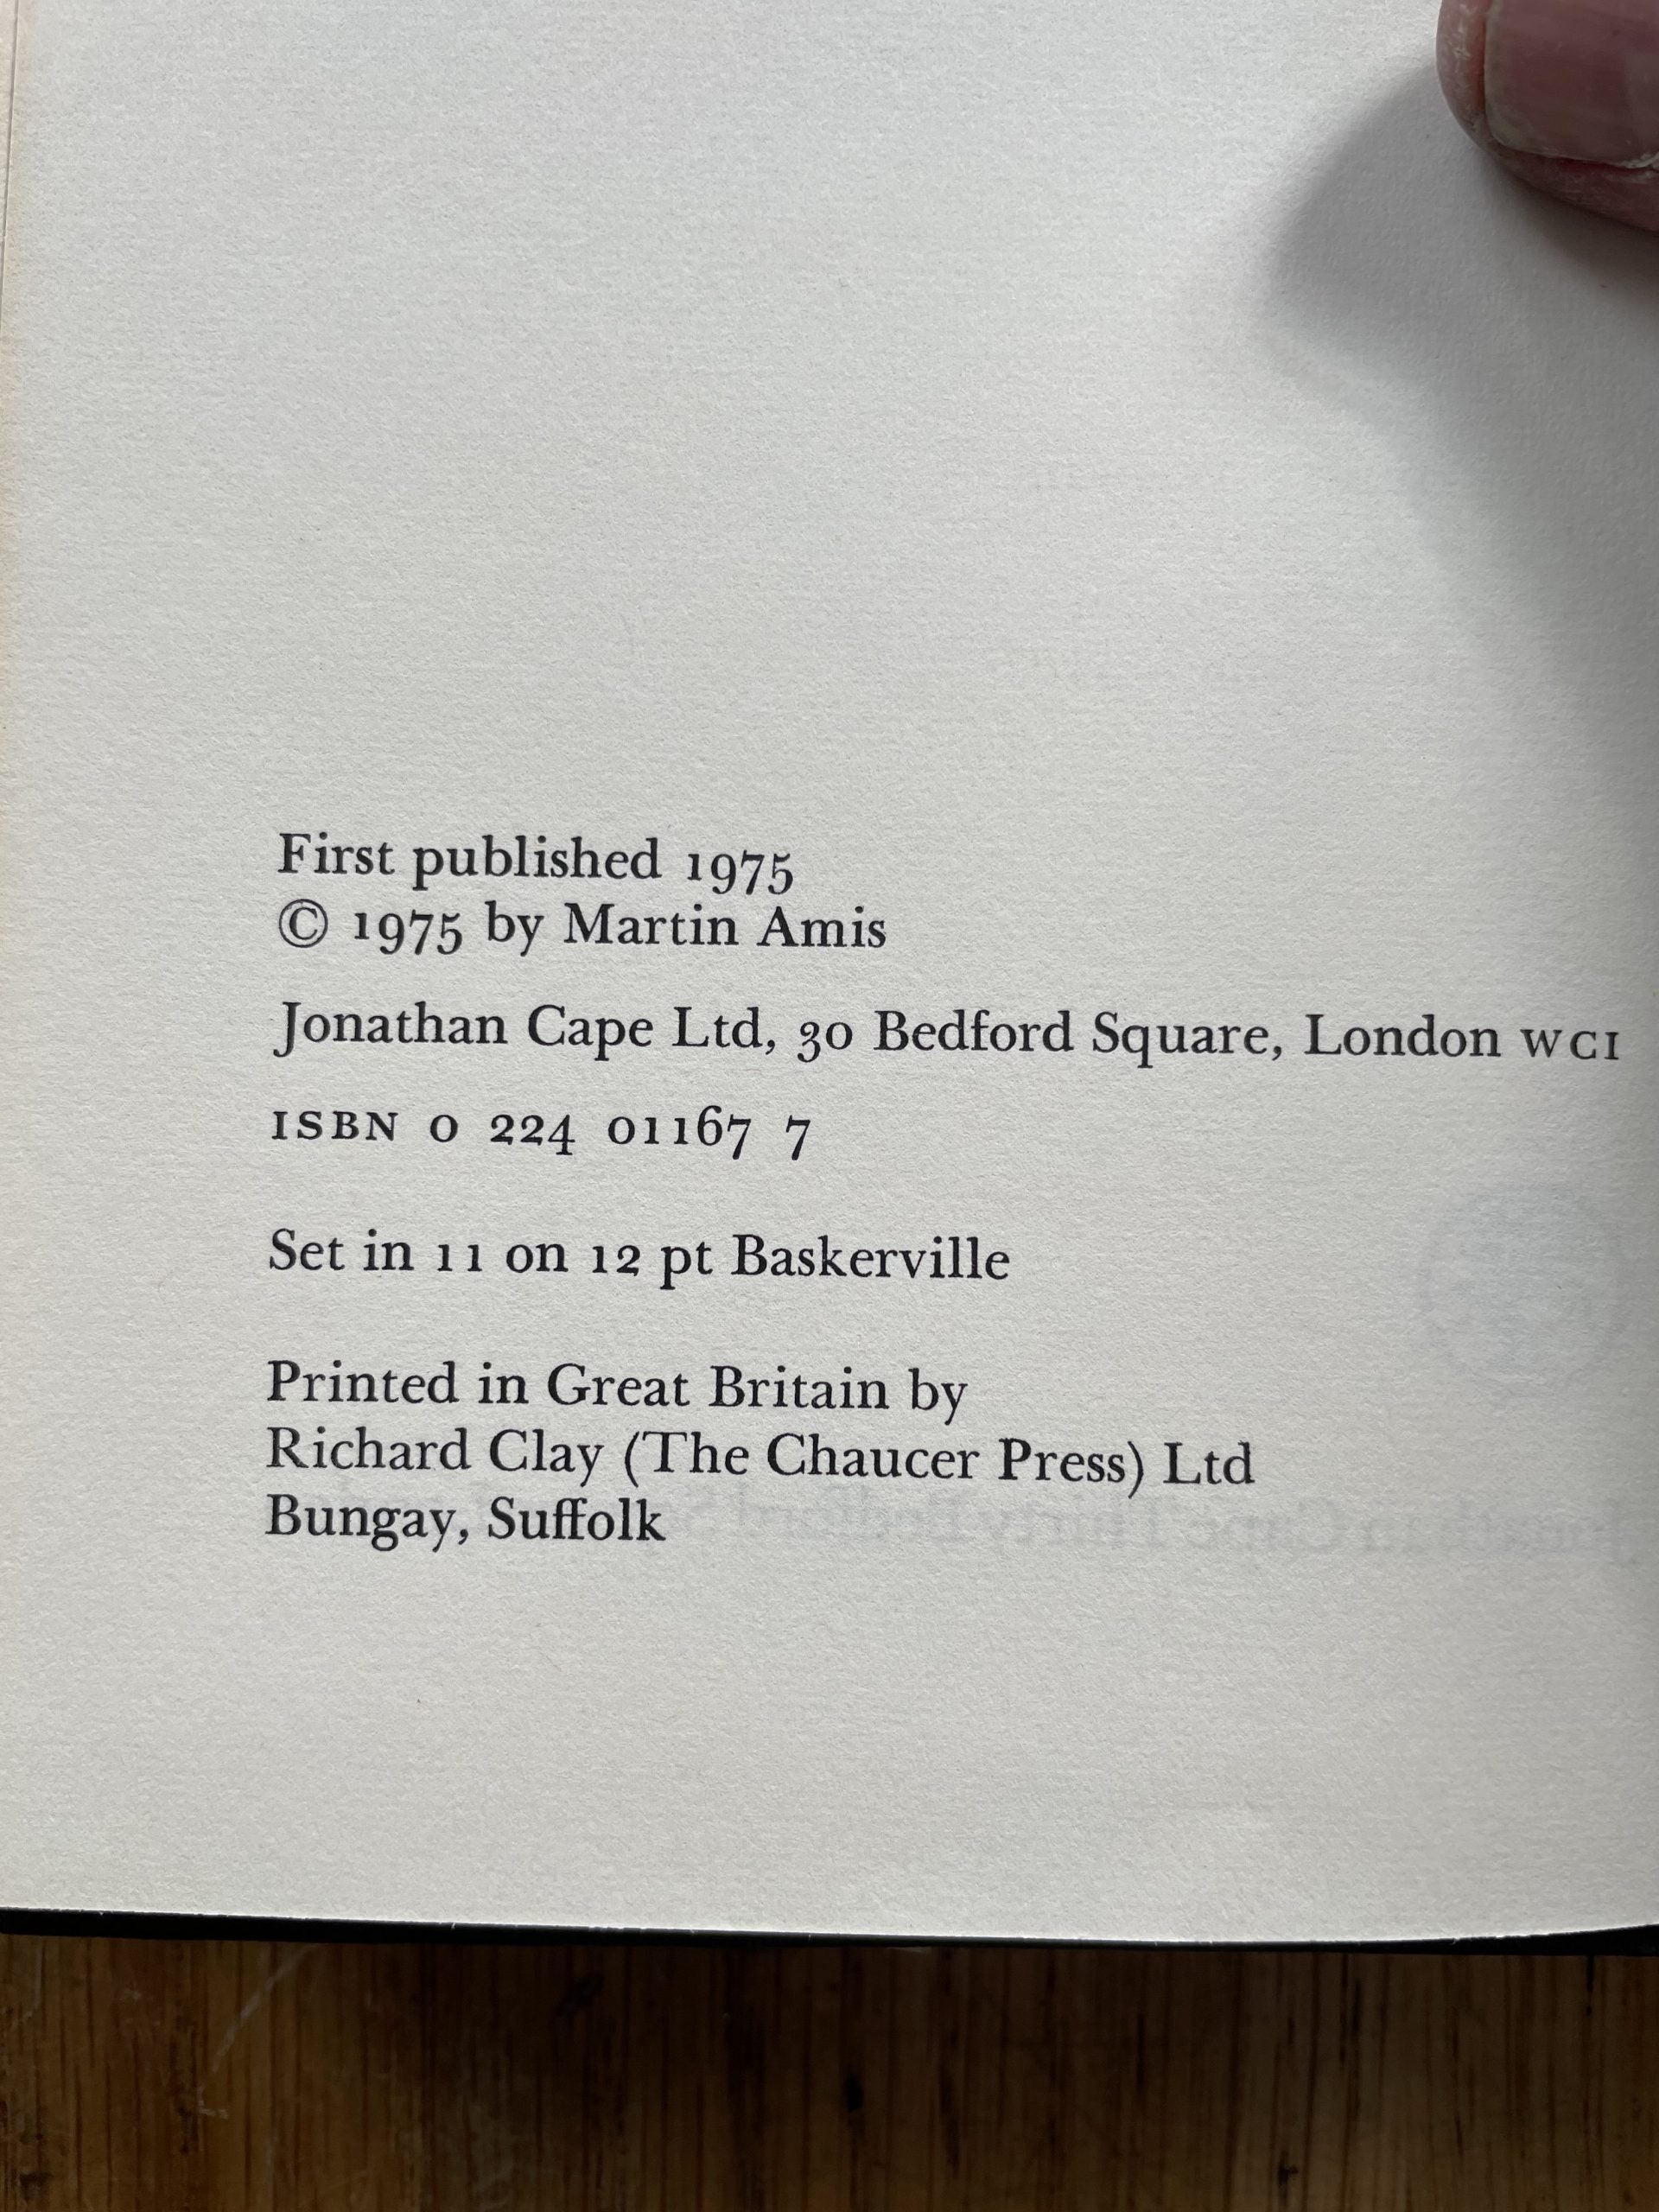 First published 1975
© 1975 by Martin Amis
Jonathan Cape Ltd, 30 Bedford Square, London WC1
ISBN 0 224 01167 7
Set in 11 on 12 pt Baskerville
Printed in Great Britain by
Richard Clay (The Chaucer Press) Ltd
Bungay, Suffolk